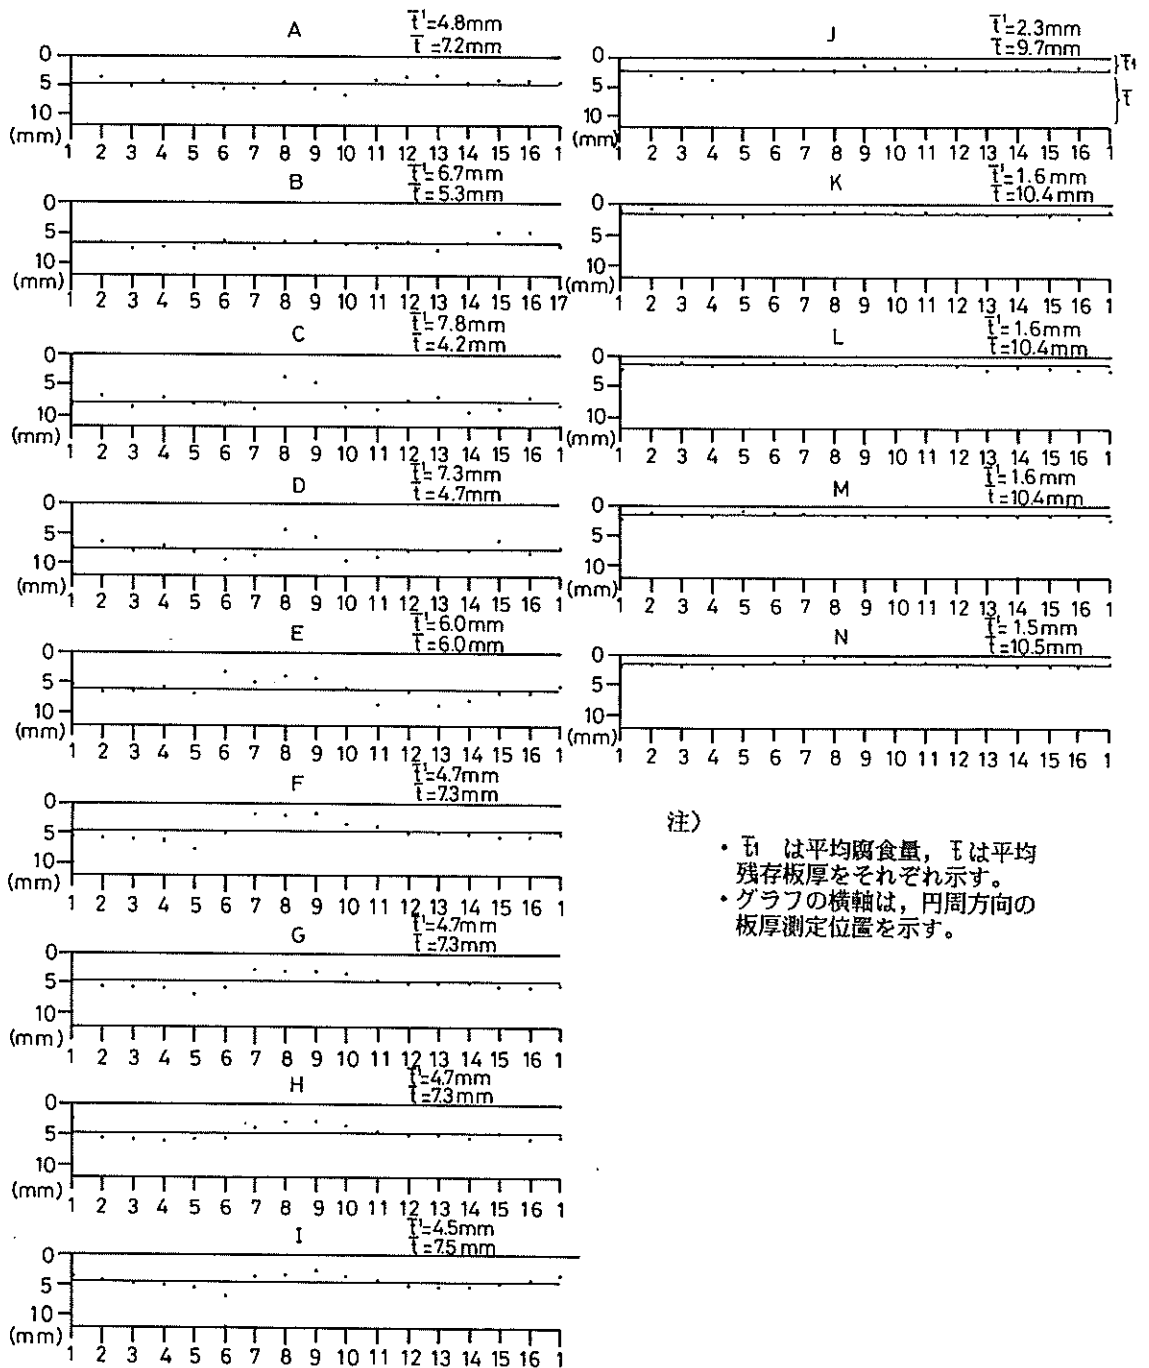 A
t̄'=4.8mm
t̄=7.2mm
0
5
10
(mm)
1 2 3 4 5 6 7 8 9 10 11 12 13 14 15 16 1
B
t̄'=6.7mm
t̄=5.3mm
0
5
10
(mm)
1 2 3 4 5 6 7 8 9 10 11 12 13 14 15 16 17
C
t̄'=7.8mm
t̄=4.2mm
0
5
10
(mm)
1 2 3 4 5 6 7 8 9 10 11 12 13 14 15 16 1
D
t̄'=7.3mm
t̄=4.7mm
0
5
10
(mm)
1 2 3 4 5 6 7 8 9 10 11 12 13 14 15 16 1
E
t̄'=6.0mm
t̄=6.0mm
0
5
10
(mm)
1 2 3 4 5 6 7 8 9 10 11 12 13 14 15 16 1
F
t̄'=4.7mm
t̄=7.3mm
0
5
10
(mm)
1 2 3 4 5 6 7 8 9 10 11 12 13 14 15 16 1
G
t̄'=4.7mm
t̄=7.3mm
0
5
10
(mm)
1 2 3 4 5 6 7 8 9 10 11 12 13 14 15 16 1
H
t̄'=4.7mm
t̄=7.3mm
0
5
10
(mm)
1 2 3 4 5 6 7 8 9 10 11 12 13 14 15 16 1
I
t̄'=4.5mm
t̄=7.5mm
0
5
10
(mm)
1 2 3 4 5 6 7 8 9 10 11 12 13 14 15 16 1
J
t̄'=2.3mm
t̄=9.7mm
0
5
10
(mm)
t̄1
t̄
1 2 3 4 5 6 7 8 9 10 11 12 13 14 15 16 1
K
t̄'=1.6mm
t̄=10.4mm
0
5
10
(mm)
1 2 3 4 5 6 7 8 9 10 11 12 13 14 15 16 1
L
t̄'=1.6mm
t̄=10.4mm
0
5
10
(mm)
1 2 3 4 5 6 7 8 9 10 11 12 13 14 15 16 1
M
t̄'=1.6mm
t̄=10.4mm
0
5
10
(mm)
1 2 3 4 5 6 7 8 9 10 11 12 13 14 15 16 1
N
t̄'=1.5mm
t̄=10.5mm
0
5
10
(mm)
1 2 3 4 5 6 7 8 9 10 11 12 13 14 15 16 1
注)
・t̄1 は平均腐食量, t̄は平均
残存板厚をそれぞれ示す。
・グラフの横軸は, 円周方向の
板厚測定位置を示す。